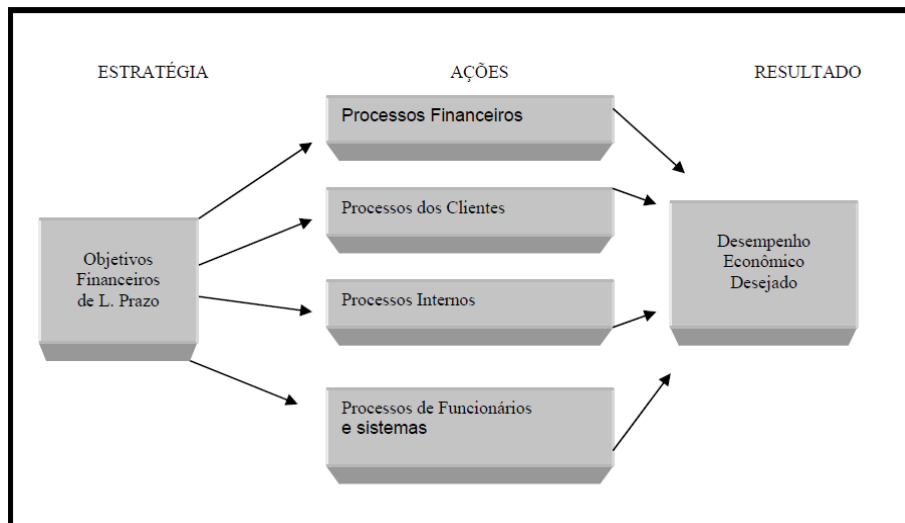 ESTRATÉGIA
AÇÕES
RESULTADO
Processos Financeiros
Processos dos Clientes
Objetivos
Financeiros
de L. Prazo
Processos Internos
Processos de Funcionários
e sistemas
Desempenho
Econômico
Desejado